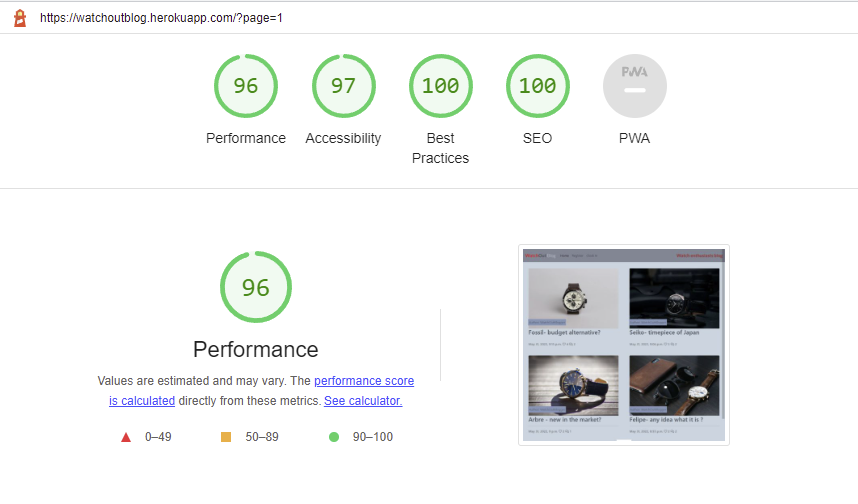 https://watchoutblog.herokuapp.com/?page=1
96
97
100
100
PWA
Performance
Accessibility
Best
Practices
SEO
PWA
96
Performance
Values are estimated and may vary. The performance score
is calculated directly from these metrics. See calculator.
0–49
50–89
90–100
Fossil- budget alternative?
Seiko- timepiece of Japan
Arbre - new in the market?
Felipe- any idea what it is ?